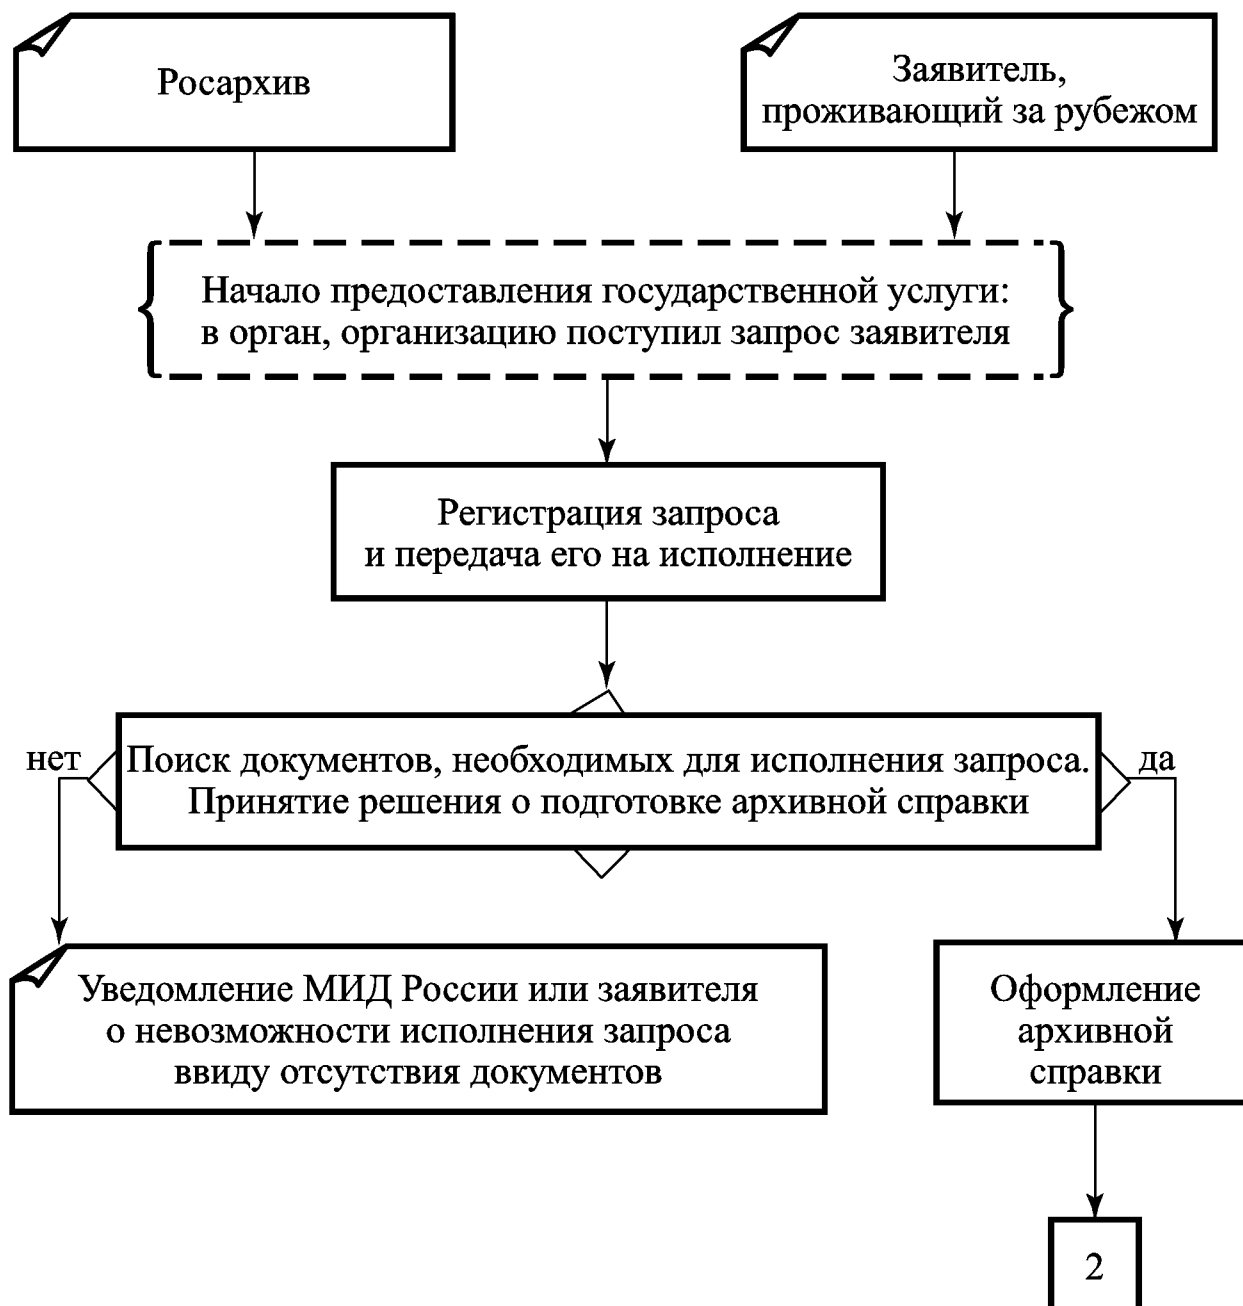 Росархив
Заявитель,
проживающий за рубежом
Начало предоставления государственной услуги:
в орган, организацию поступил запрос заявителя
Регистрация запроса
и передача его на исполнение
нет
Поиск документов, необходимых для исполнения запроса.
Принятие решения о подготовке архивной справки
да
Уведомление МИД России или заявителя
о невозможности исполнения запроса
ввиду отсутствия документов
Оформление
архивной
справки
2